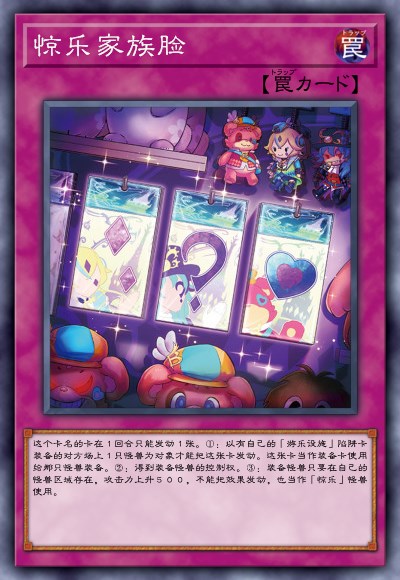 惊乐家族脸
トラップ
罠
トラップ
【罠カード】
这个卡名的卡在１回合只能发动１张。①：以有自己的「游乐设施」陷阱卡
装备的对方场上１只怪兽为对象才能把这张卡发动。这张卡当作装备卡使用
给那只怪兽装备。②：得到装备怪兽的控制权。③：装备怪兽只要在自己的
怪兽区域存在，攻击力上升５００，不能把效果发动，也当作「惊乐」怪兽
使用。